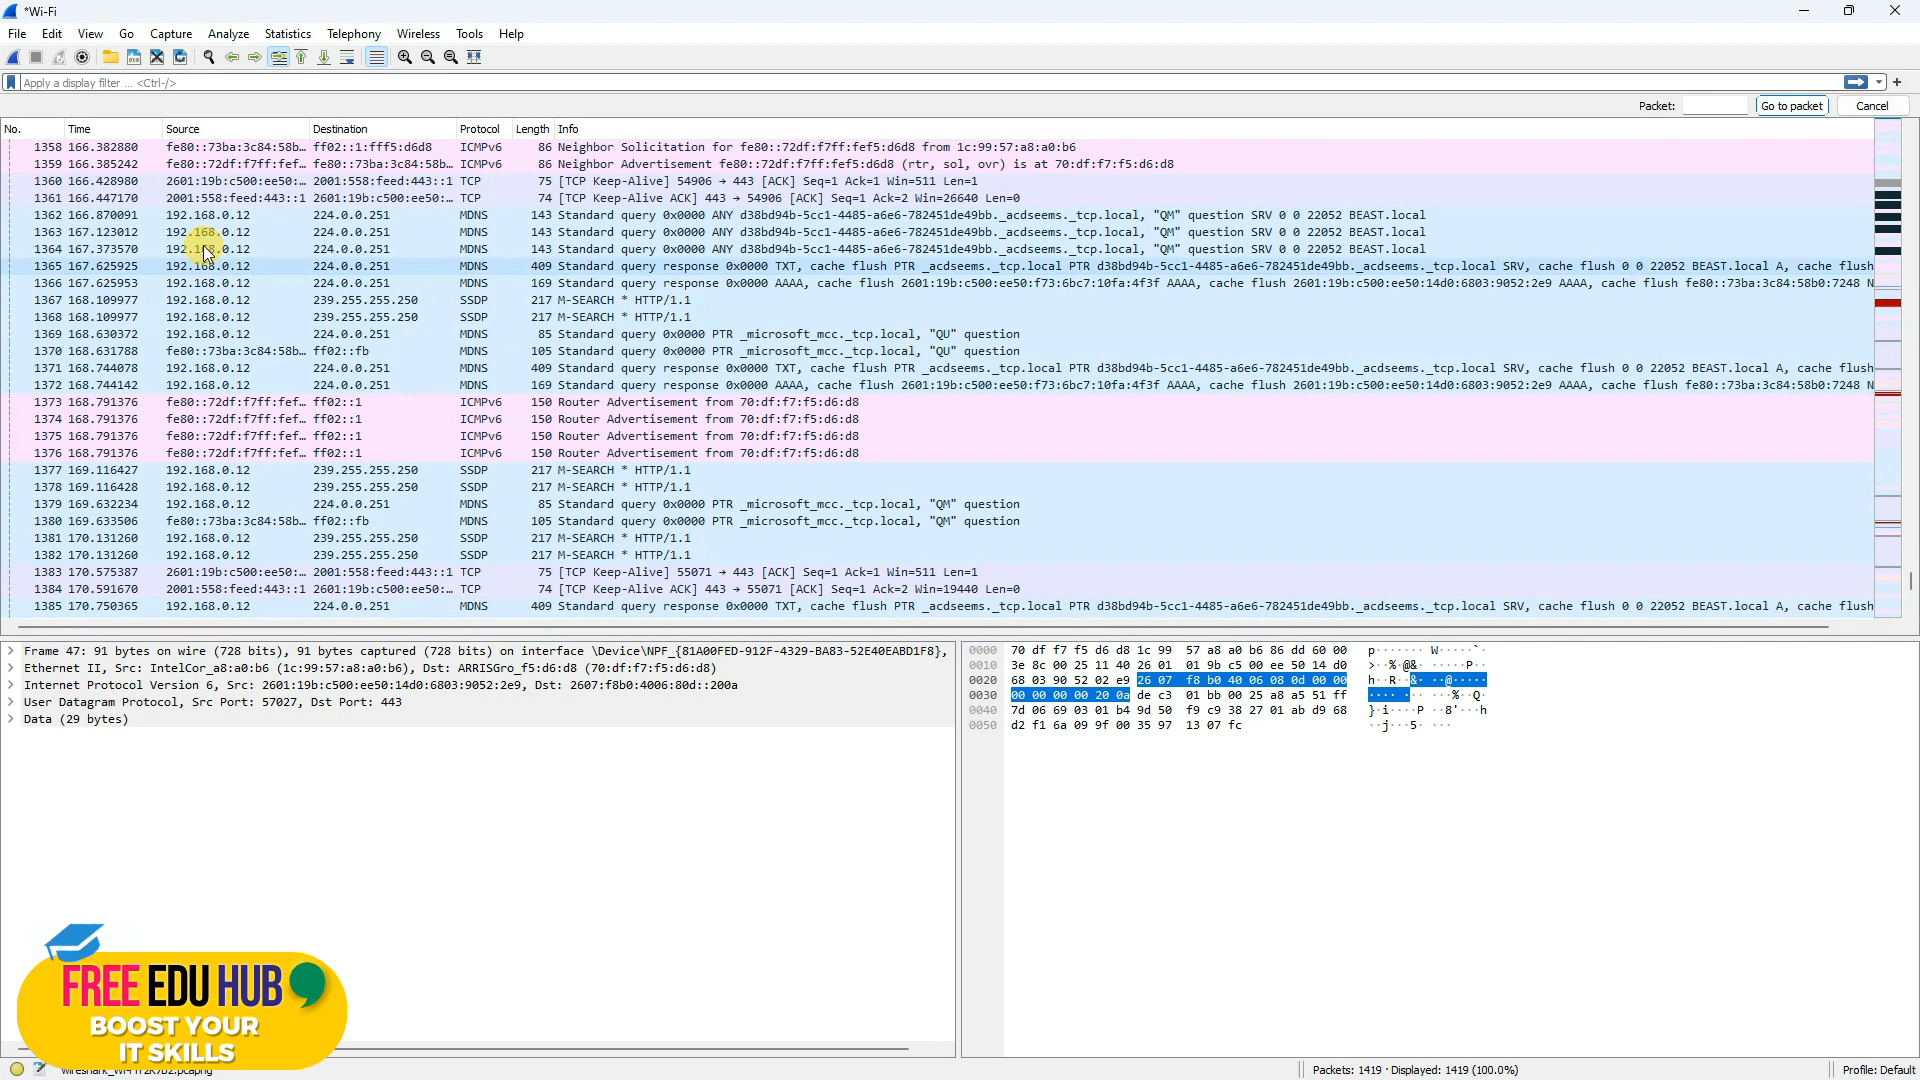 *Wi-Fi
File Edit View Go Capture Analyze Statistics Telephony Wireless Tools Help
Apply a display filter ... <Ctrl-/>
Packet: Go to packet Cancel
No. Time Source Destination Protocol Length Info
1358 166.382880 fe80::73ba:3c84:58b… ff02::1:fff5:d6d8 ICMPv6 86 Neighbor Solicitation for fe80::72df:f7ff:fef5:d6d8 from 1c:99:57:a8:a0:b6
1359 166.385242 fe80::72df:f7ff:fef… fe80::73ba:3c84:58b… ICMPv6 86 Neighbor Advertisement fe80::72df:f7ff:fef5:d6d8 (rtr, sol, ovr) is at 70:df:f7:f5:d6:d8
1360 166.428980 2601:19b:c500:ee50:… 2001:558:feed:443::1 TCP 75 [TCP Keep-Alive] 54906 → 443 [ACK] Seq=1 Ack=1 Win=511 Len=1
1361 166.447170 2001:558:feed:443::1 2601:19b:c500:ee50:… TCP 74 [TCP Keep-Alive ACK] 443 → 54906 [ACK] Seq=1 Ack=2 Win=26640 Len=0
1362 166.870091 192.168.0.12 224.0.0.251 MDNS 143 Standard query 0x0000 ANY d38bd94b-5cc1-4485-a6e6-782451de49bb._acdseems._tcp.local, "QM" question SRV 0 0 22052 BEAST.local
1363 167.123012 192.168.0.12 224.0.0.251 MDNS 143 Standard query 0x0000 ANY d38bd94b-5cc1-4485-a6e6-782451de49bb._acdseems._tcp.local, "QM" question SRV 0 0 22052 BEAST.local
1364 167.373570 192.168.0.12 224.0.0.251 MDNS 143 Standard query 0x0000 ANY d38bd94b-5cc1-4485-a6e6-782451de49bb._acdseems._tcp.local, "QM" question SRV 0 0 22052 BEAST.local
1365 167.625925 192.168.0.12 224.0.0.251 MDNS 409 Standard query response 0x0000 TXT, cache flush PTR _acdseems._tcp.local PTR d38bd94b-5cc1-4485-a6e6-782451de49bb._acdseems._tcp.local SRV, cache flush 0 0 22052 BEAST.local A, cache flush
1366 167.625953 192.168.0.12 224.0.0.251 MDNS 169 Standard query response 0x0000 AAAA, cache flush 2601:19b:c500:ee50:f73:6bc7:10fa:4f3f AAAA, cache flush 2601:19b:c500:ee50:14d0:6803:9052:2e9 AAAA, cache flush fe80::73ba:3c84:58b0:7248 N
1367 168.109977 192.168.0.12 239.255.255.250 SSDP 217 M-SEARCH * HTTP/1.1
1368 168.109977 192.168.0.12 239.255.255.250 SSDP 217 M-SEARCH * HTTP/1.1
1369 168.630372 192.168.0.12 224.0.0.251 MDNS 85 Standard query 0x0000 PTR _microsoft_mcc._tcp.local, "QU" question
1370 168.631788 fe80::73ba:3c84:58b… ff02::fb MDNS 105 Standard query 0x0000 PTR _microsoft_mcc._tcp.local, "QU" question
1371 168.744078 192.168.0.12 224.0.0.251 MDNS 409 Standard query response 0x0000 TXT, cache flush PTR _acdseems._tcp.local PTR d38bd94b-5cc1-4485-a6e6-782451de49bb._acdseems._tcp.local SRV, cache flush 0 0 22052 BEAST.local A, cache flush
1372 168.744142 192.168.0.12 224.0.0.251 MDNS 169 Standard query response 0x0000 AAAA, cache flush 2601:19b:c500:ee50:f73:6bc7:10fa:4f3f AAAA, cache flush 2601:19b:c500:ee50:14d0:6803:9052:2e9 AAAA, cache flush fe80::73ba:3c84:58b0:7248 N
1373 168.791376 fe80::72df:f7ff:fef… ff02::1 ICMPv6 150 Router Advertisement from 70:df:f7:f5:d6:d8
1374 168.791376 fe80::72df:f7ff:fef… ff02::1 ICMPv6 150 Router Advertisement from 70:df:f7:f5:d6:d8
1375 168.791376 fe80::72df:f7ff:fef… ff02::1 ICMPv6 150 Router Advertisement from 70:df:f7:f5:d6:d8
1376 168.791376 fe80::72df:f7ff:fef… ff02::1 ICMPv6 150 Router Advertisement from 70:df:f7:f5:d6:d8
1377 169.116427 192.168.0.12 239.255.255.250 SSDP 217 M-SEARCH * HTTP/1.1
1378 169.116428 192.168.0.12 239.255.255.250 SSDP 217 M-SEARCH * HTTP/1.1
1379 169.632234 192.168.0.12 224.0.0.251 MDNS 85 Standard query 0x0000 PTR _microsoft_mcc._tcp.local, "QM" question
1380 169.633506 fe80::73ba:3c84:58b… ff02::fb MDNS 105 Standard query 0x0000 PTR _microsoft_mcc._tcp.local, "QM" question
1381 170.131260 192.168.0.12 239.255.255.250 SSDP 217 M-SEARCH * HTTP/1.1
1382 170.131260 192.168.0.12 239.255.255.250 SSDP 217 M-SEARCH * HTTP/1.1
1383 170.575387 2601:19b:c500:ee50:… 2001:558:feed:443::1 TCP 75 [TCP Keep-Alive] 55071 → 443 [ACK] Seq=1 Ack=1 Win=511 Len=1
1384 170.591670 2001:558:feed:443::1 2601:19b:c500:ee50:… TCP 74 [TCP Keep-Alive ACK] 443 → 55071 [ACK] Seq=1 Ack=2 Win=19440 Len=0
1385 170.750365 192.168.0.12 224.0.0.251 MDNS 409 Standard query response 0x0000 TXT, cache flush PTR _acdseems._tcp.local PTR d38bd94b-5cc1-4485-a6e6-782451de49bb._acdseems._tcp.local SRV, cache flush 0 0 22052 BEAST.local A, cache flush
Frame 47: 91 bytes on wire (728 bits), 91 bytes captured (728 bits) on interface \Device\NPF_{81A00FED-912F-4329-BA83-52E40EABD1F8},
Ethernet II, Src: IntelCor_a8:a0:b6 (1c:99:57:a8:a0:b6), Dst: ARRISGro_f5:d6:d8 (70:df:f7:f5:d6:d8)
Internet Protocol Version 6, Src: 2601:19b:c500:ee50:14d0:6803:9052:2e9, Dst: 2607:f8b0:4006:80d::200a
User Datagram Protocol, Src Port: 57027, Dst Port: 443
Data (29 bytes)
0000 70 df f7 f5 d6 d8 1c 99 57 a8 a0 b6 86 dd 60 00 p······· W·····`·
0010 3e 8c 00 25 11 40 26 01 01 9b c5 00 ee 50 14 d0 >··%·@&· ·····P··
0020 68 03 90 52 02 e9 26 07 f8 b0 40 06 08 0d 00 00 h··R··&· ··@·····
0030 00 00 00 00 20 0a de c3 01 bb 00 25 a8 a5 51 ff ···· ··· ···%··Q·
0040 7d 06 69 03 01 b4 9d 50 f9 c9 38 27 01 ab d9 68 }·i····P ··8'···h
0050 d2 f1 6a 09 9f 00 35 97 13 07 fc ··j···5· ···
FREE EDU HUB
BOOST YOUR
IT SKILLS
Packets: 1419 · Displayed: 1419 (100.0%)
Profile: Default